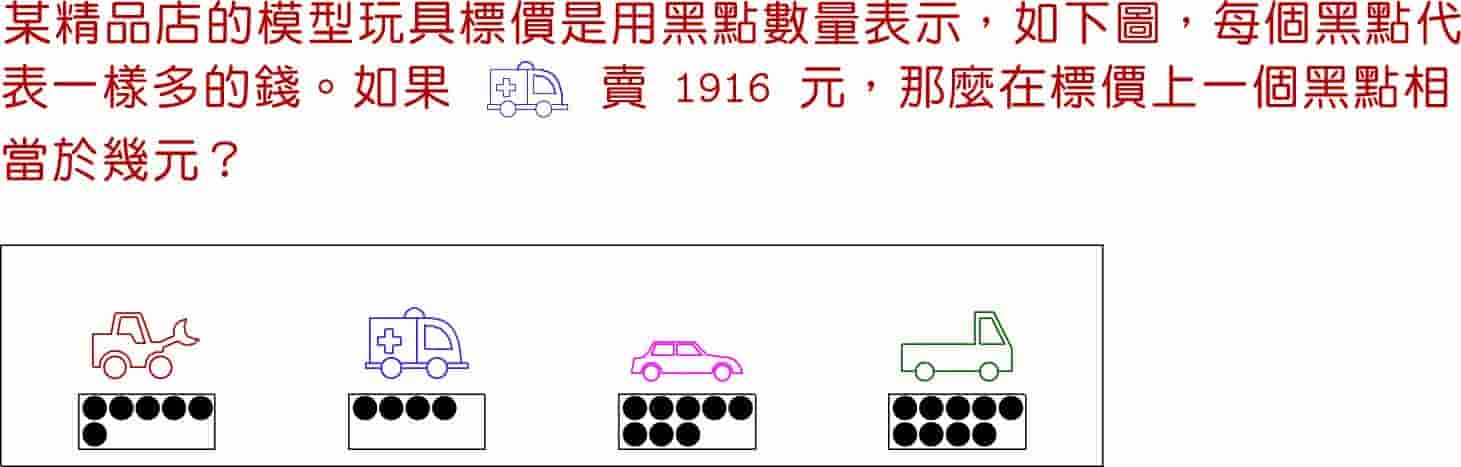 某精品店的模型玩具標價是用黑點數量表示，如下圖，每個黑點代
表一樣多的錢。如果 賣 1916 元，那麼在標價上一個黑點相
當於幾元？